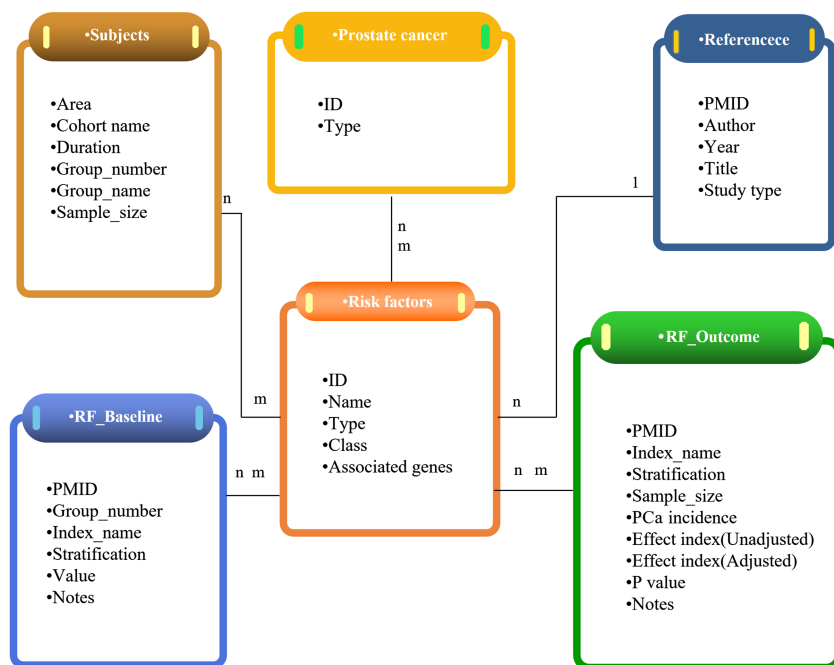 •Subjects
•Area
•Cohort name
•Duration
•Group_number
•Group_name
•Sample_size
•Prostate cancer
•ID
•Type
•Referencece
•PMID
•Author
•Year
•Title
•Study type
n
n
m
1
•Risk factors
•ID
•Name
•Type
•Class
•Associated genes
m
n
n m
n m
•RF_Baseline
•PMID
•Group_number
•Index_name
•Stratification
•Value
•Notes
•RF_Outcome
•PMID
•Index_name
•Stratification
•Sample_size
•PCa incidence
•Effect index(Unadjusted)
•Effect index(Adjusted)
•P value
•Notes